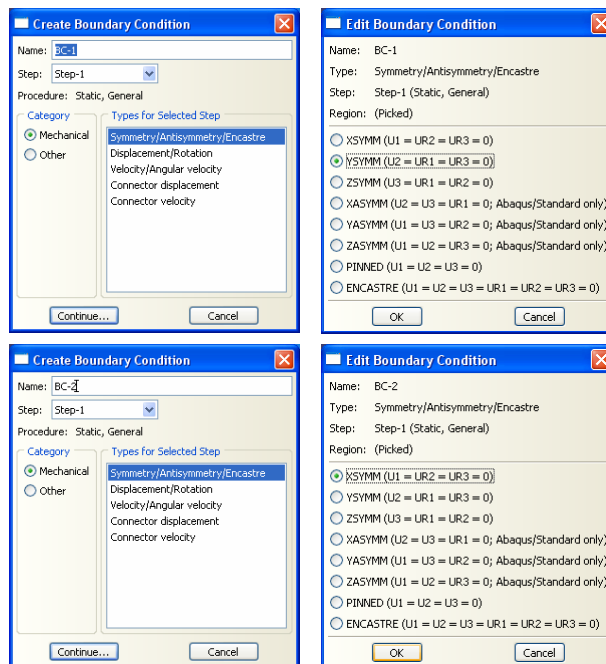 Create Boundary Condition
Name: BC-1
Step: Step-1
Procedure: Static, General
Category
Mechanical
Other
Types for Selected Step
Symmetry/Antisymmetry/Encastre
Displacement/Rotation
Velocity/Angular velocity
Connector displacement
Connector velocity
Continue...
Cancel
Edit Boundary Condition
Name: BC-1
Type: Symmetry/Antisymmetry/Encastre
Step: Step-1 (Static, General)
Region: (Picked)
XSYMM (U1 = UR2 = UR3 = 0)
YSYMM (U2 = UR1 = UR3 = 0)
ZSYMM (U3 = UR1 = UR2 = 0)
XASYMM (U2 = U3 = UR1 = 0; Abaqus/Standard only)
YASYMM (U1 = U3 = UR2 = 0; Abaqus/Standard only)
ZASYMM (U1 = U2 = UR3 = 0; Abaqus/Standard only)
PINNED (U1 = U2 = U3 = 0)
ENCASTRE (U1 = U2 = U3 = UR1 = UR2 = UR3 = 0)
OK
Cancel
Create Boundary Condition
Name: BC-2
Step: Step-1
Procedure: Static, General
Category
Mechanical
Other
Types for Selected Step
Symmetry/Antisymmetry/Encastre
Displacement/Rotation
Velocity/Angular velocity
Connector displacement
Connector velocity
Continue...
Cancel
Edit Boundary Condition
Name: BC-2
Type: Symmetry/Antisymmetry/Encastre
Step: Step-1 (Static, General)
Region: (Picked)
XSYMM (U1 = UR2 = UR3 = 0)
YSYMM (U2 = UR1 = UR3 = 0)
ZSYMM (U3 = UR1 = UR2 = 0)
XASYMM (U2 = U3 = UR1 = 0; Abaqus/Standard only)
YASYMM (U1 = U3 = UR2 = 0; Abaqus/Standard only)
ZASYMM (U1 = U2 = UR3 = 0; Abaqus/Standard only)
PINNED (U1 = U2 = U3 = 0)
ENCASTRE (U1 = U2 = U3 = UR1 = UR2 = UR3 = 0)
OK
Cancel